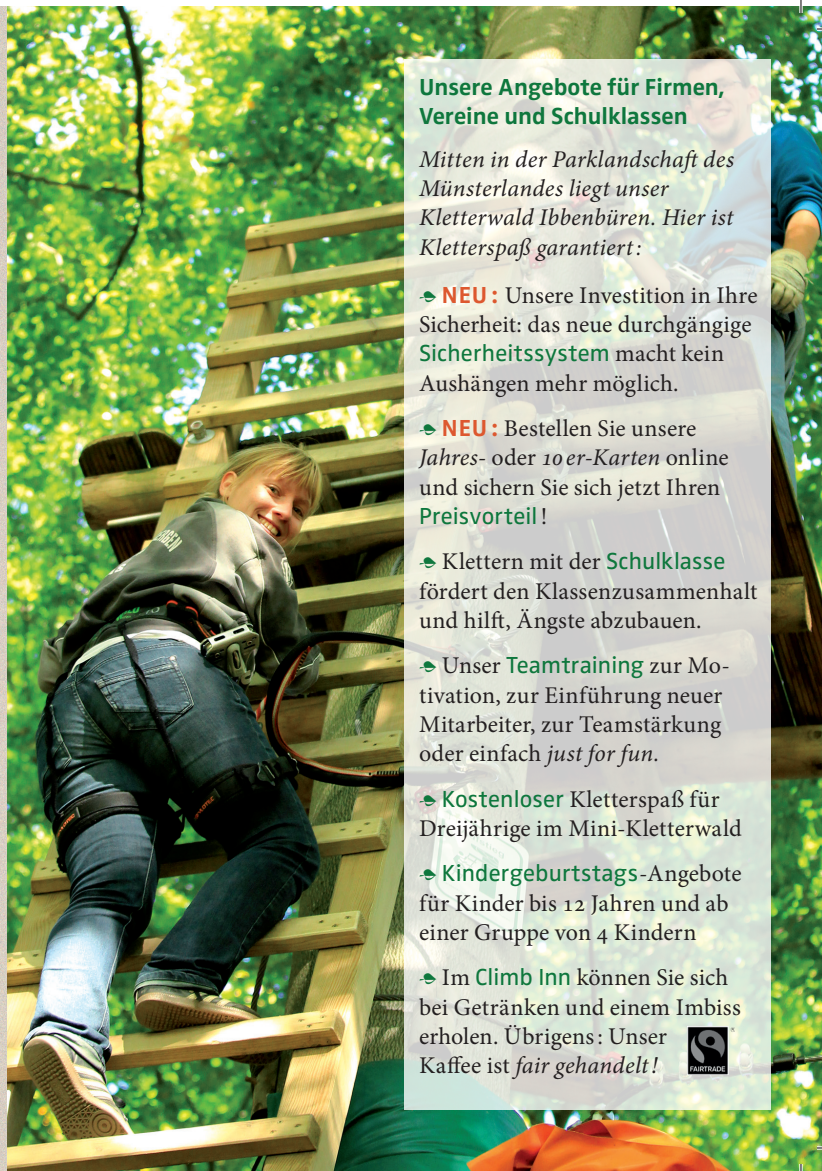 Unsere Angebote für Firmen,
Vereine und Schulklassen
Mitten in der Parklandschaft des
Münsterlandes liegt unser
Kletterwald Ibbenbüren. Hier ist
Kletterspaß garantiert:
NEU: Unsere Investition in Ihre
Sicherheit: das neue durchgängige
Sicherheitssystem macht kein
Aushängen mehr möglich.
NEU: Bestellen Sie unsere
Jahres- oder 10er-Karten online
und sichern Sie sich jetzt Ihren
Preisvorteil!
Klettern mit der Schulklasse
fördert den Klassenzusammenhalt
und hilft, Ängste abzubauen.
Unser Teamtraining zur Mo-
tivation, zur Einführung neuer
Mitarbeiter, zur Teamstärkung
oder einfach just for fun.
Kostenloser Kletterspaß für
Dreijährige im Mini-Kletterwald
Kindergeburtstags-Angebote
für Kinder bis 12 Jahren und ab
einer Gruppe von 4 Kindern
Im Climb Inn können Sie sich
bei Getränken und einem Imbiss
erholen. Übrigens: Unser
Kaffee ist fair gehandelt!
FAIRTRADE